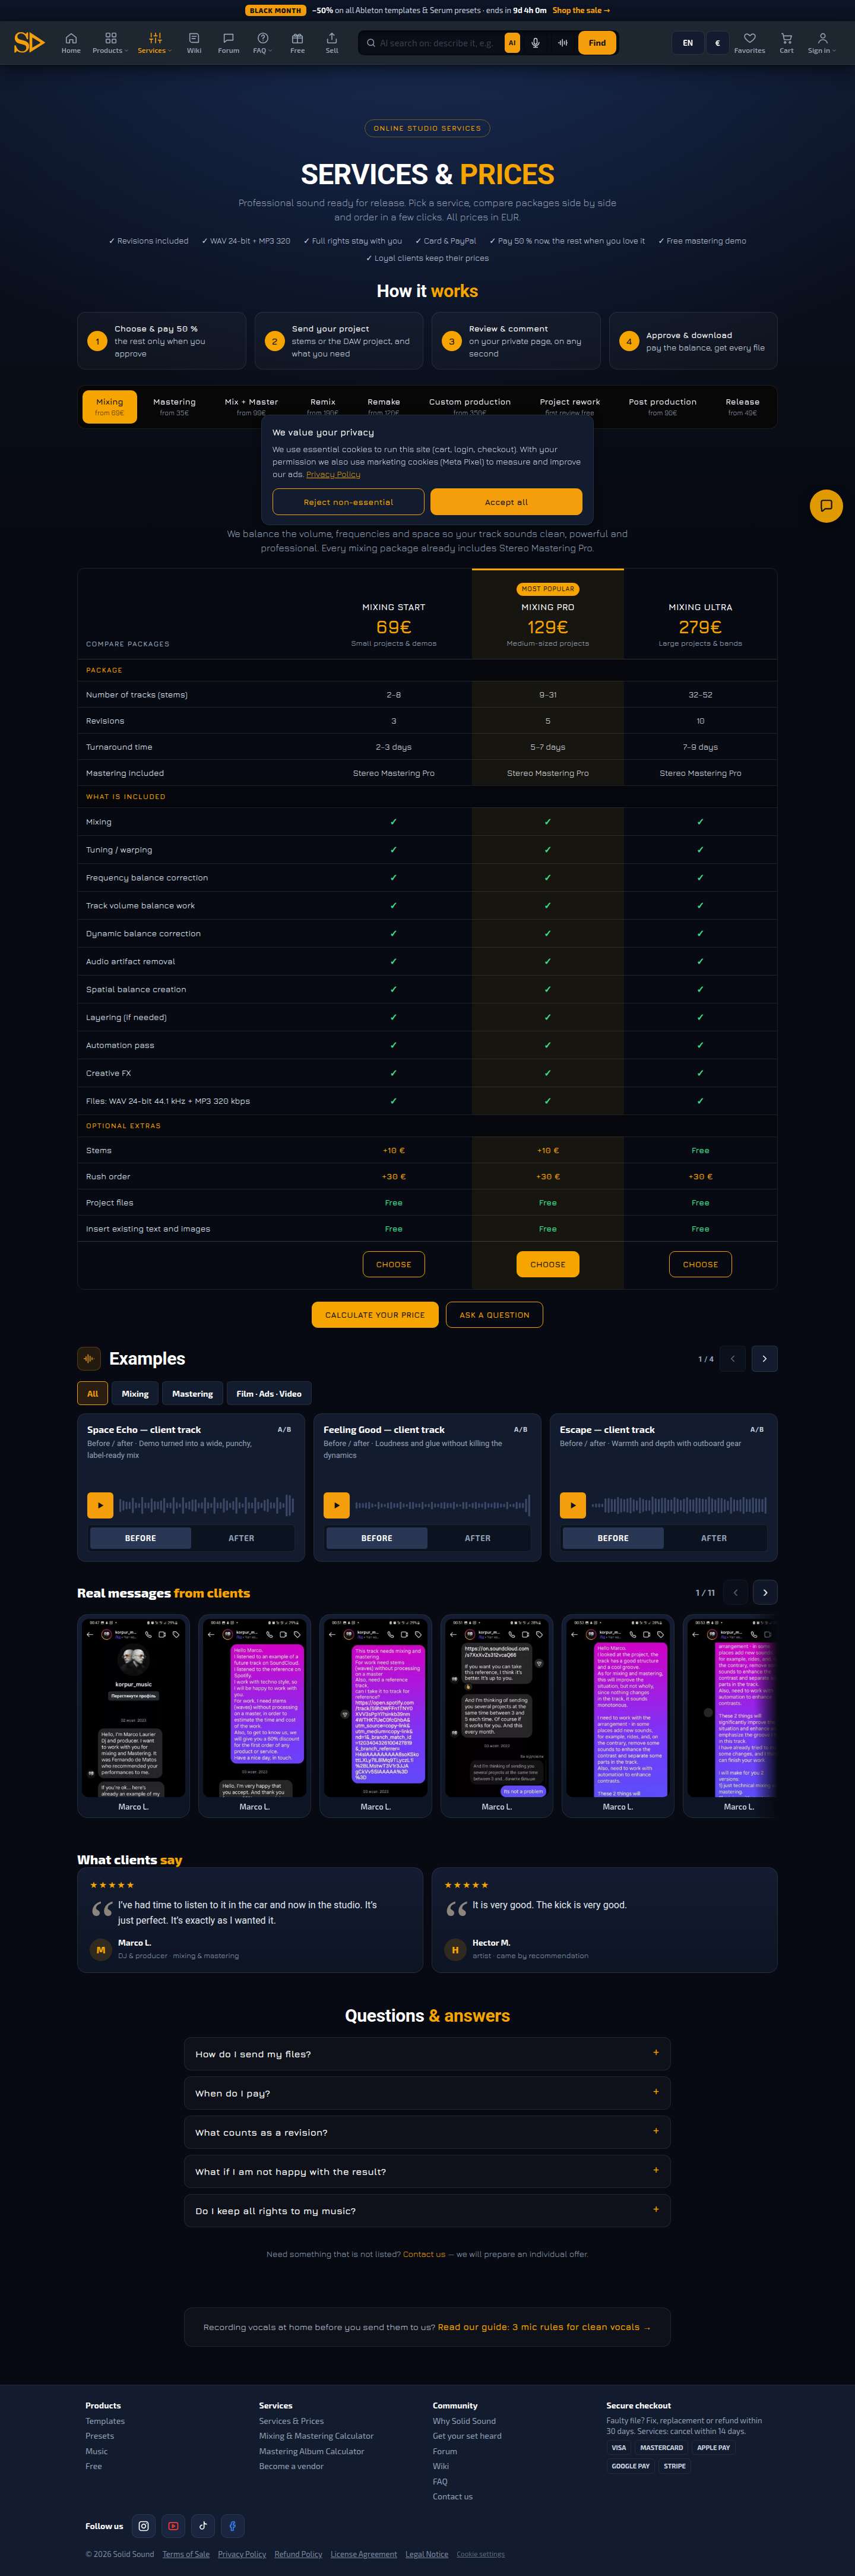 BLACK MONTH −50% on all Ableton templates & Serum presets · ends in 9d 4h 0m Shop the sale →
Home Products Services Wiki Forum FAQ Free Sell
AI search on: describe it, e.g. AI Find
EN € Favorites Cart Sign in
ONLINE STUDIO SERVICES
SERVICES & PRICES
Professional sound ready for release. Pick a service, compare packages side by side
and order in a few clicks. All prices in EUR.
✓ Revisions included ✓ WAV 24-bit + MP3 320 ✓ Full rights stay with you ✓ Card & PayPal ✓ Pay 50 % now, the rest when you love it ✓ Free mastering demo
✓ Loyal clients keep their prices
How it works
1 Choose & pay 50 %
the rest only when you
approve
2 Send your project
stems or the DAW project, and
what you need
3 Review & comment
on your private page, on any
second
4 Approve & download
pay the balance, get every file
Mixing Mastering Mix + Master Remix Remake Custom production Project rework Post production Release
from 69€ from 35€ from 99€ from 190€ from 120€ from 350€ first review free from 96€ from 49€
We value your privacy
We use essential cookies to run this site (cart, login, checkout). With your
permission we also use marketing cookies (Meta Pixel) to measure and improve
our ads. Privacy Policy
Reject non-essential Accept all
We balance the volume, frequencies and space so your track sounds clean, powerful and
professional. Every mixing package already includes Stereo Mastering Pro.
MOST POPULAR
MIXING START MIXING PRO MIXING ULTRA
69€ 129€ 279€
COMPARE PACKAGES Small projects & demos Medium-sized projects Large projects & bands
PACKAGE
Number of tracks (stems) 2-8 9-31 32-52
Revisions 3 5 10
Turnaround time 2-3 days 5-7 days 7-9 days
Mastering included Stereo Mastering Pro Stereo Mastering Pro Stereo Mastering Pro
WHAT IS INCLUDED
Mixing ✓ ✓ ✓
Tuning / warping ✓ ✓ ✓
Frequency balance correction ✓ ✓ ✓
Track volume balance work ✓ ✓ ✓
Dynamic balance correction ✓ ✓ ✓
Audio artifact removal ✓ ✓ ✓
Spatial balance creation ✓ ✓ ✓
Layering (if needed) ✓ ✓ ✓
Automation pass ✓ ✓ ✓
Creative FX ✓ ✓ ✓
Files: WAV 24-bit 44.1 kHz + MP3 320 kbps ✓ ✓ ✓
OPTIONAL EXTRAS
Stems +10 € +10 € Free
Rush order +30 € +30 € +30 €
Project files Free Free Free
Insert existing text and images Free Free Free
CHOOSE CHOOSE CHOOSE
CALCULATE YOUR PRICE ASK A QUESTION
Examples 1 / 4
All Mixing Mastering Film · Ads · Video
Space Echo — client track A/B
Before / after · Demo turned into a wide, punchy,
label-ready mix
BEFORE AFTER
Feeling Good — client track A/B
Before / after · Loudness and glue without killing the
dynamics
BEFORE AFTER
Escape — client track A/B
Before / after · Warmth and depth with outboard gear
BEFORE AFTER
Real messages from clients 1 / 11
korpur_music
Marco L. Marco L. Marco L. Marco L. Marco L. Marco L.
What clients say
★★★★★
“ I’ve had time to listen to it in the car and now in the studio. It’s
just perfect. It’s exactly as I wanted it.
M Marco L.
DJ & producer · mixing & mastering
★★★★★
“ It is very good. The kick is very good.
H Hector M.
artist · came by recommendation
Questions & answers
How do I send my files? +
When do I pay? +
What counts as a revision? +
What if I am not happy with the result? +
Do I keep all rights to my music? +
Need something that is not listed? Contact us — we will prepare an individual offer.
Recording vocals at home before you send them to us? Read our guide: 3 mic rules for clean vocals →
Products
Templates
Presets
Music
Free
Services
Services & Prices
Mixing & Mastering Calculator
Mastering Album Calculator
Become a vendor
Community
Why Solid Sound
Get your set heard
Forum
Wiki
FAQ
Contact us
Secure checkout
Faulty file? Fix, replacement or refund within
30 days. Services: cancel within 14 days.
VISA MASTERCARD APPLE PAY
GOOGLE PAY STRIPE
Follow us
© 2026 Solid Sound Terms of Sale Privacy Policy Refund Policy License Agreement Legal Notice Cookie settings